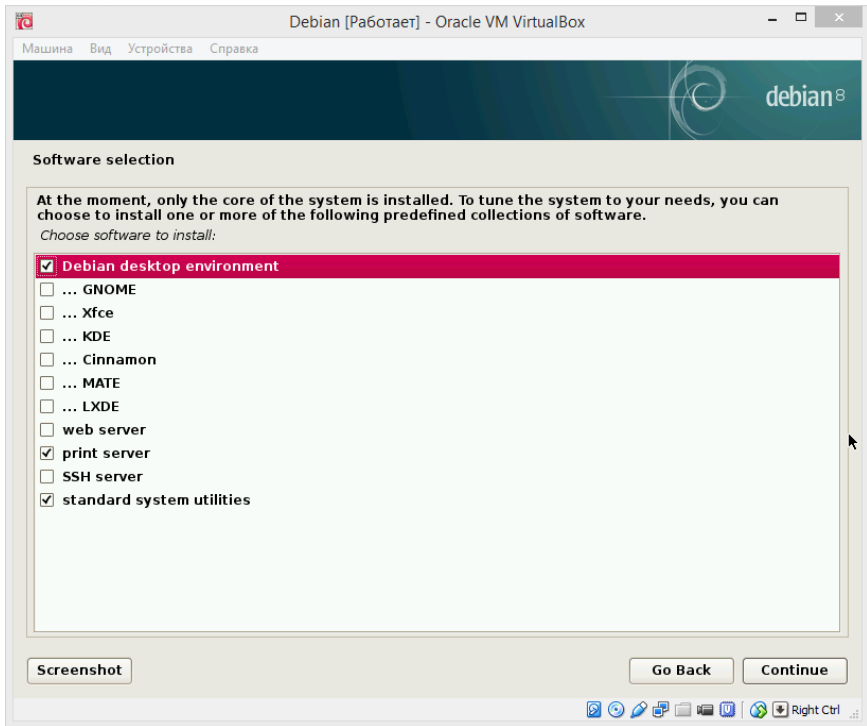 Debian [Работает] - Oracle VM VirtualBox
Машина Вид Устройства Справка
debian 8
Software selection
At the moment, only the core of the system is installed. To tune the system to your needs, you can
choose to install one or more of the following predefined collections of software.
Choose software to install:
Debian desktop environment
... GNOME
... Xfce
... KDE
... Cinnamon
... MATE
... LXDE
web server
print server
SSH server
standard system utilities
Screenshot Go Back Continue
Right Ctrl